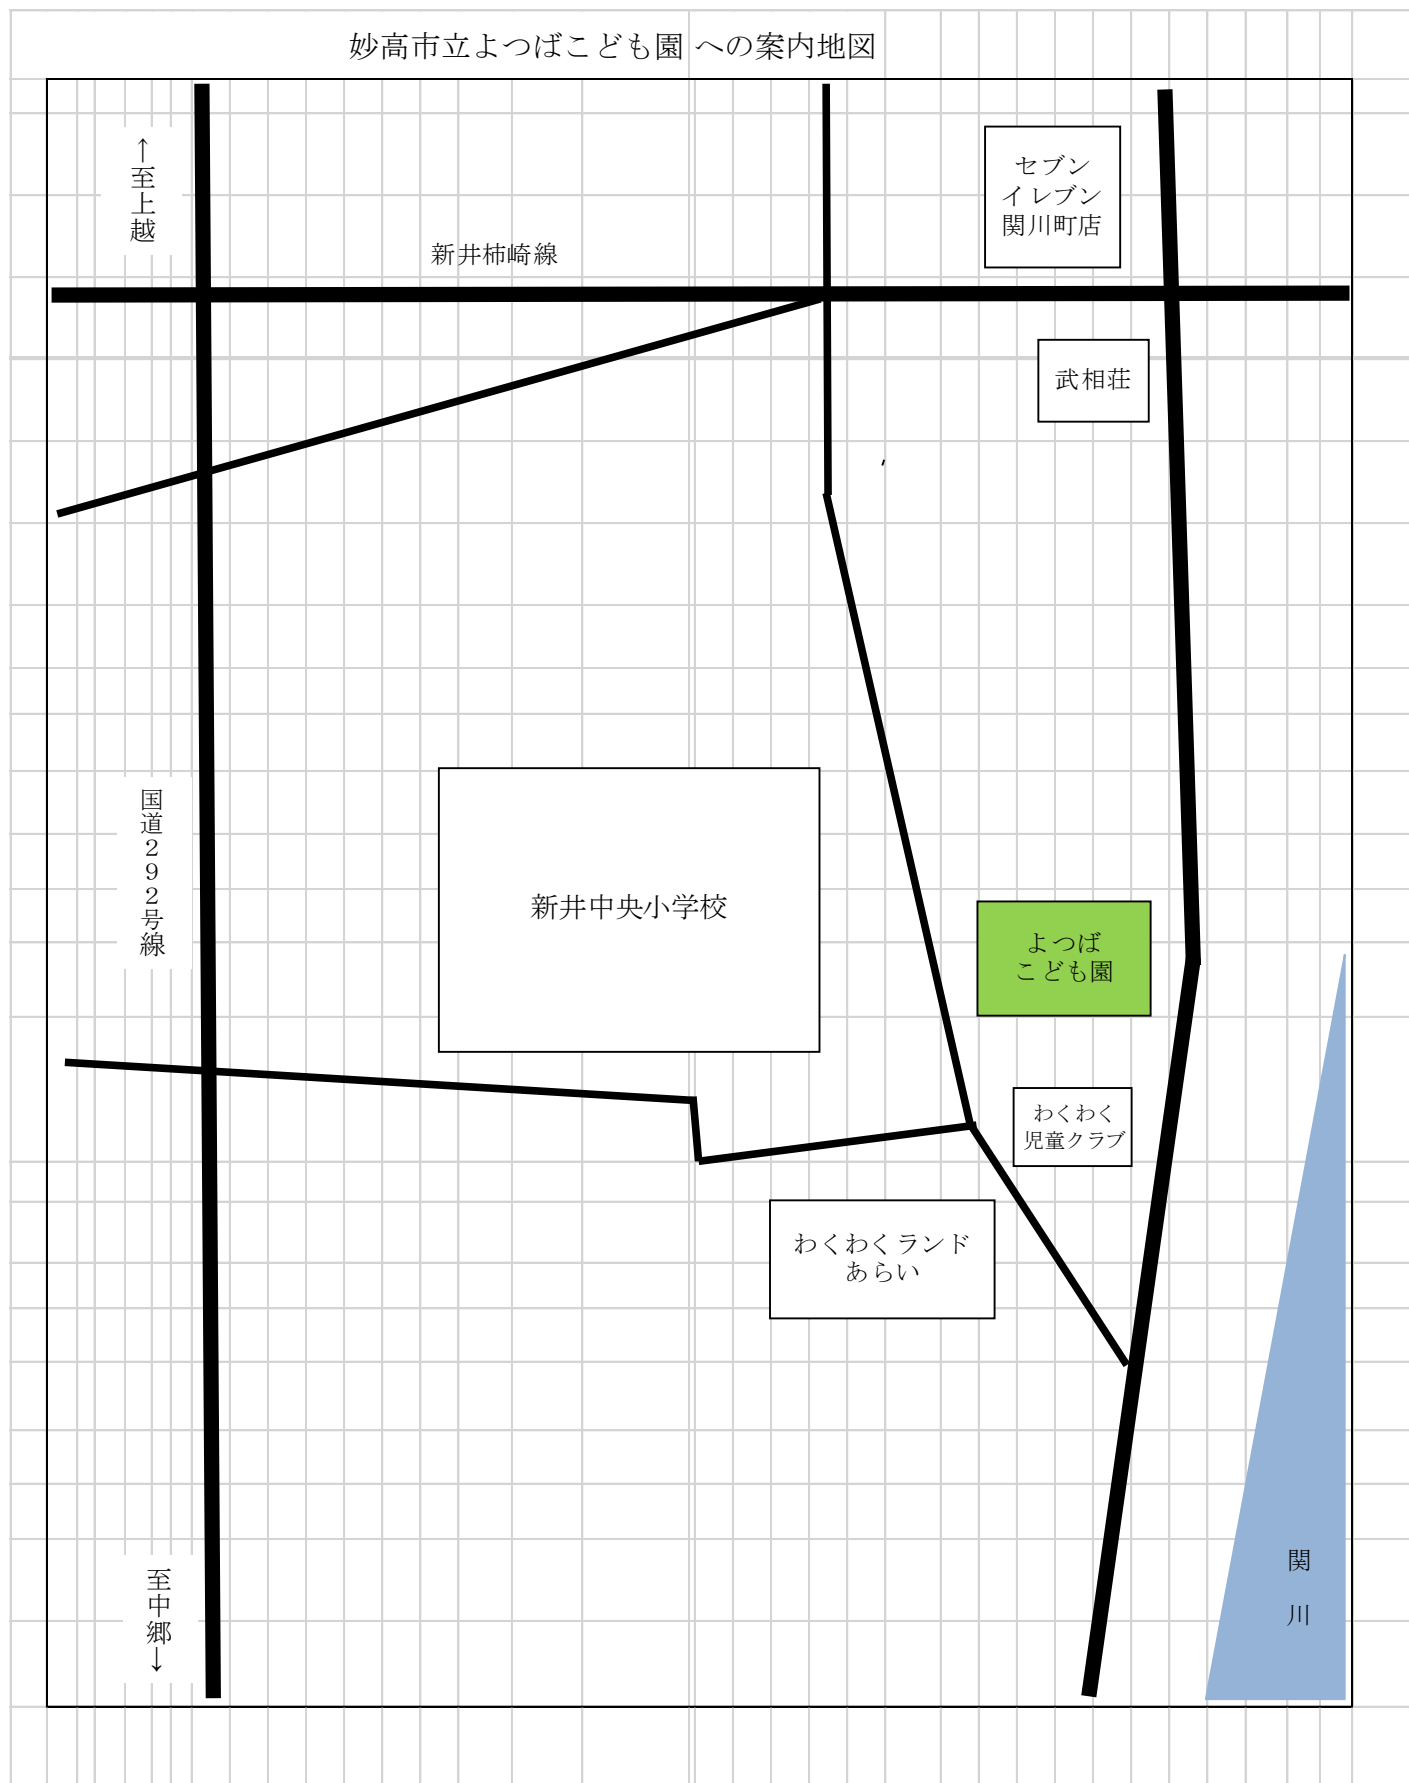 妙高市立よつばこども園 への案内地図
←至上越
セブン
イレブン
関川町店
新井柿崎線
武相荘
国道292号線
新井中央小学校
よつば
こども園
わくわく
児童クラブ
わくわくランド
あらい
関川
至中郷→